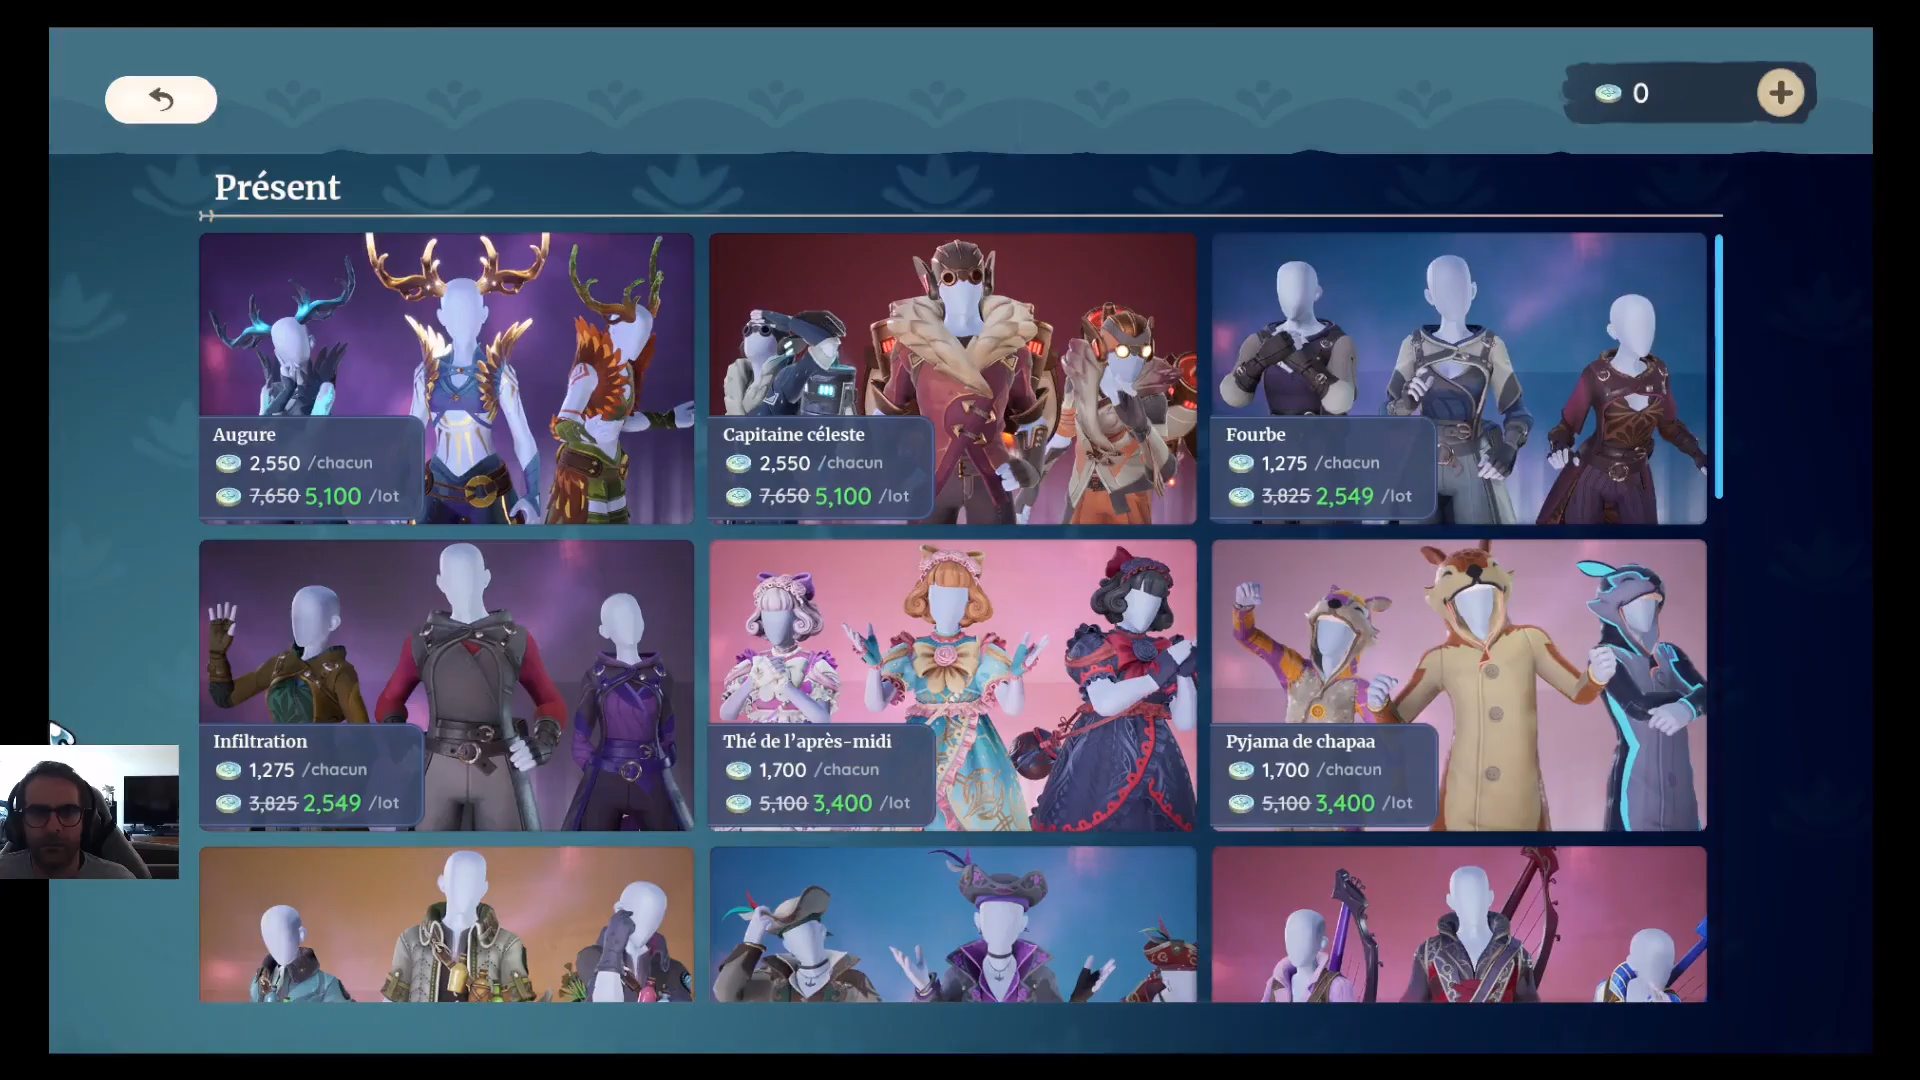 0
Présent
Augure
2,550 /chacun
7,650 5,100 /lot
Capitaine céleste
2,550 /chacun
7,650 5,100 /lot
Fourbe
1,275 /chacun
3,825 2,549 /lot
Infiltration
1,275 /chacun
3,825 2,549 /lot
Thé de l'après-midi
1,700 /chacun
5,100 3,400 /lot
Pyjama de chapaa
1,700 /chacun
5,100 3,400 /lot